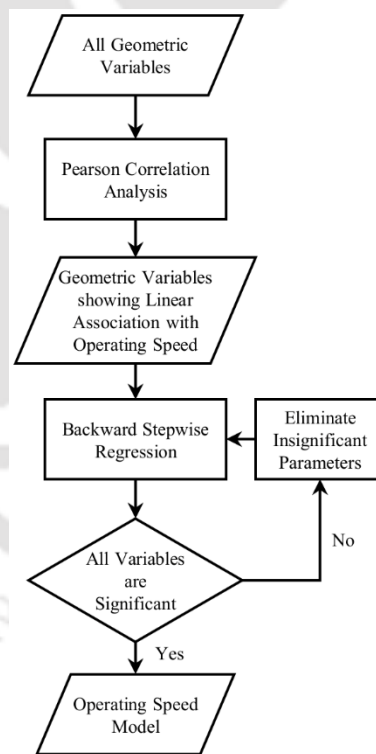 All Geometric
Variables
Pearson Correlation
Analysis
Geometric Variables
showing Linear
Association with
Operating Speed
Backward Stepwise
Regression
Eliminate
Insignificant
Parameters
All Variables
are
Significant
No
Yes
Operating Speed
Model